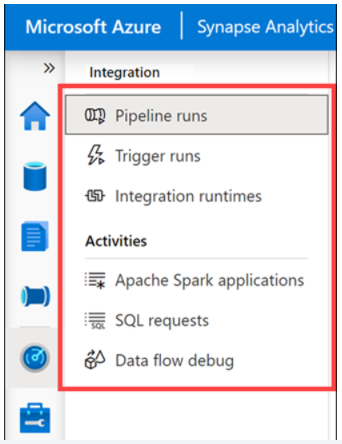 Microsoft Azure | Synapse Analytics
»
Integration
Pipeline runs
Trigger runs
Integration runtimes
Activities
Apache Spark applications
SQL
SQL requests
Data flow debug